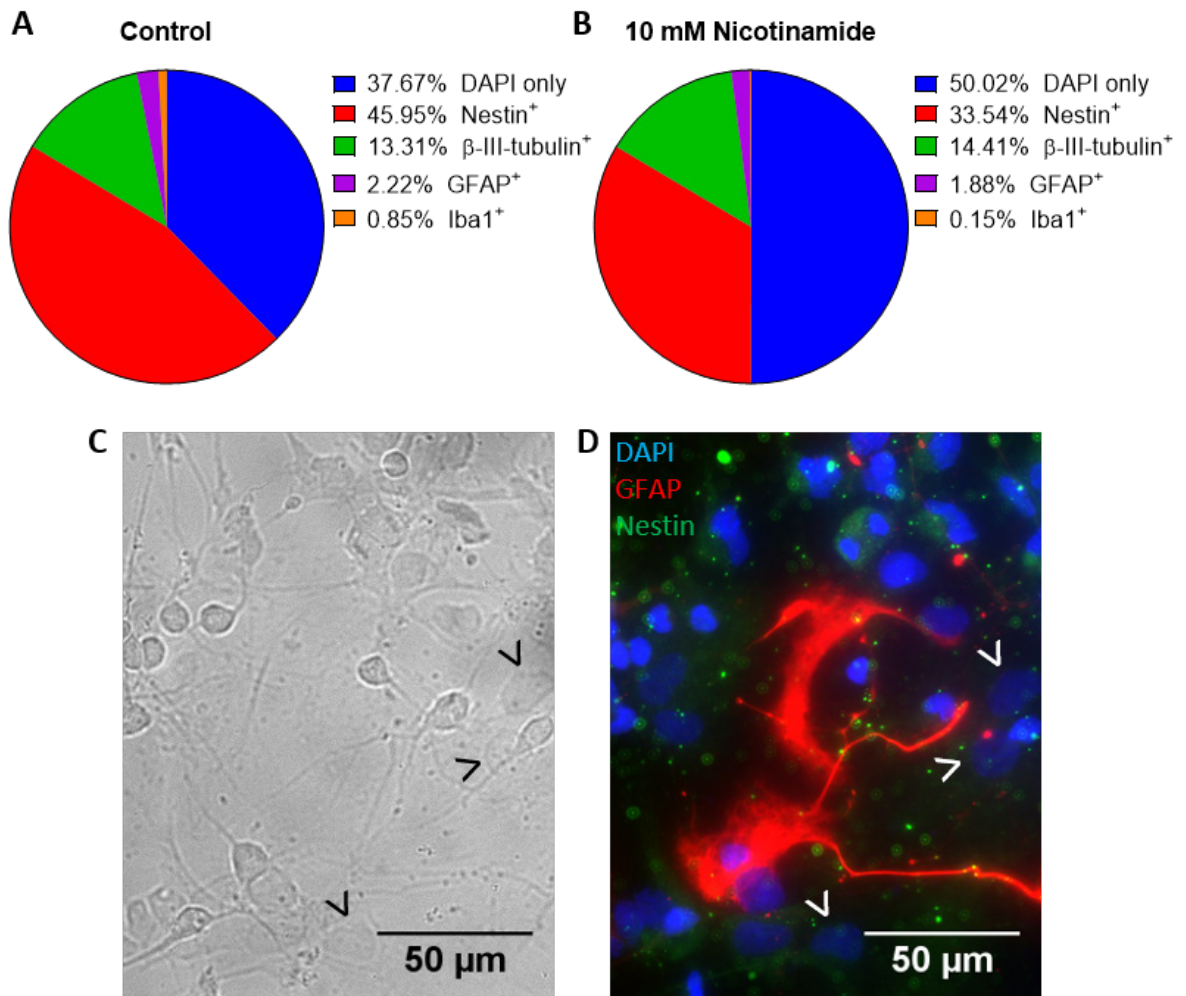 A
Control
37.67% DAPI only
45.95% Nestin⁺
13.31% β-III-tubulin⁺
2.22% GFAP⁺
0.85% Iba1⁺
B
10 mM Nicotinamide
50.02% DAPI only
33.54% Nestin⁺
14.41% β-III-tubulin⁺
1.88% GFAP⁺
0.15% Iba1⁺
C
50 µm
D
DAPI
GFAP
Nestin
50 µm